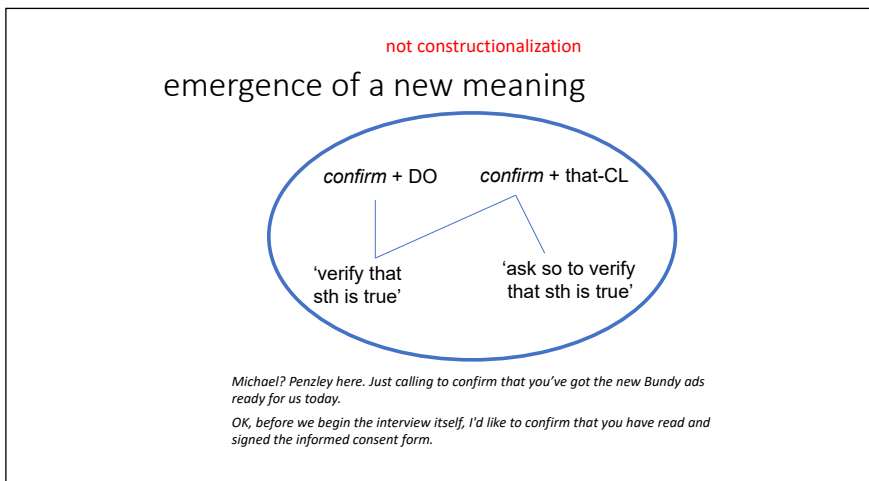 not constructionalization
emergence of a new meaning
confirm + DO
confirm + that-CL
‘verify that
sth is true’
‘ask so to verify
that sth is true’
Michael? Penzley here. Just calling to confirm that you’ve got the new Bundy ads
ready for us today.
OK, before we begin the interview itself, I'd like to confirm that you have read and
signed the informed consent form.